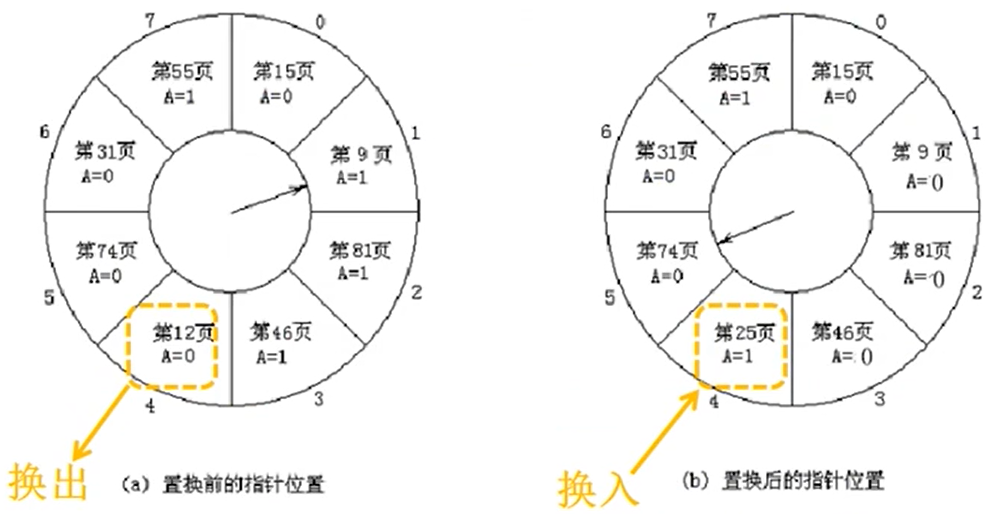 7
0
第55页
A=1
第15页
A=0
6
第31页
A=0
第 9 页
A=1
1
第74页
A=0
第81页
A=1
5
2
第12页
A=0
第46页
A=1
4
3
换出
(a) 置换前的指针位置
7
0
第55页
A=1
第15页
A=0
6
第31页
A=0
第 9 页
A=0
1
第74页
A=0
第81页
A=0
5
2
第25页
A=1
第46页
A=0
4
3
换入
(b) 置换后的指针位置